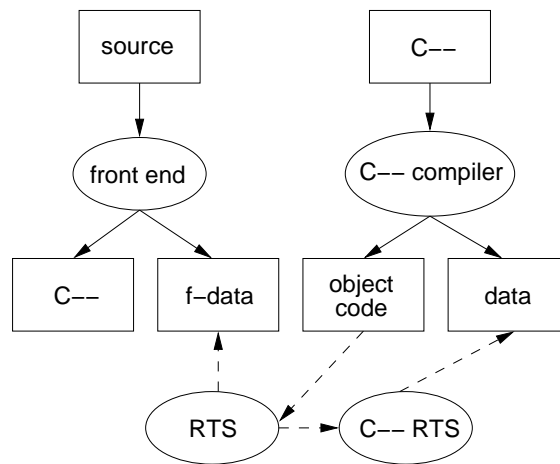 source
C−−
front end
C−− compiler
C−−
f−data
object
code
data
RTS
C−− RTS